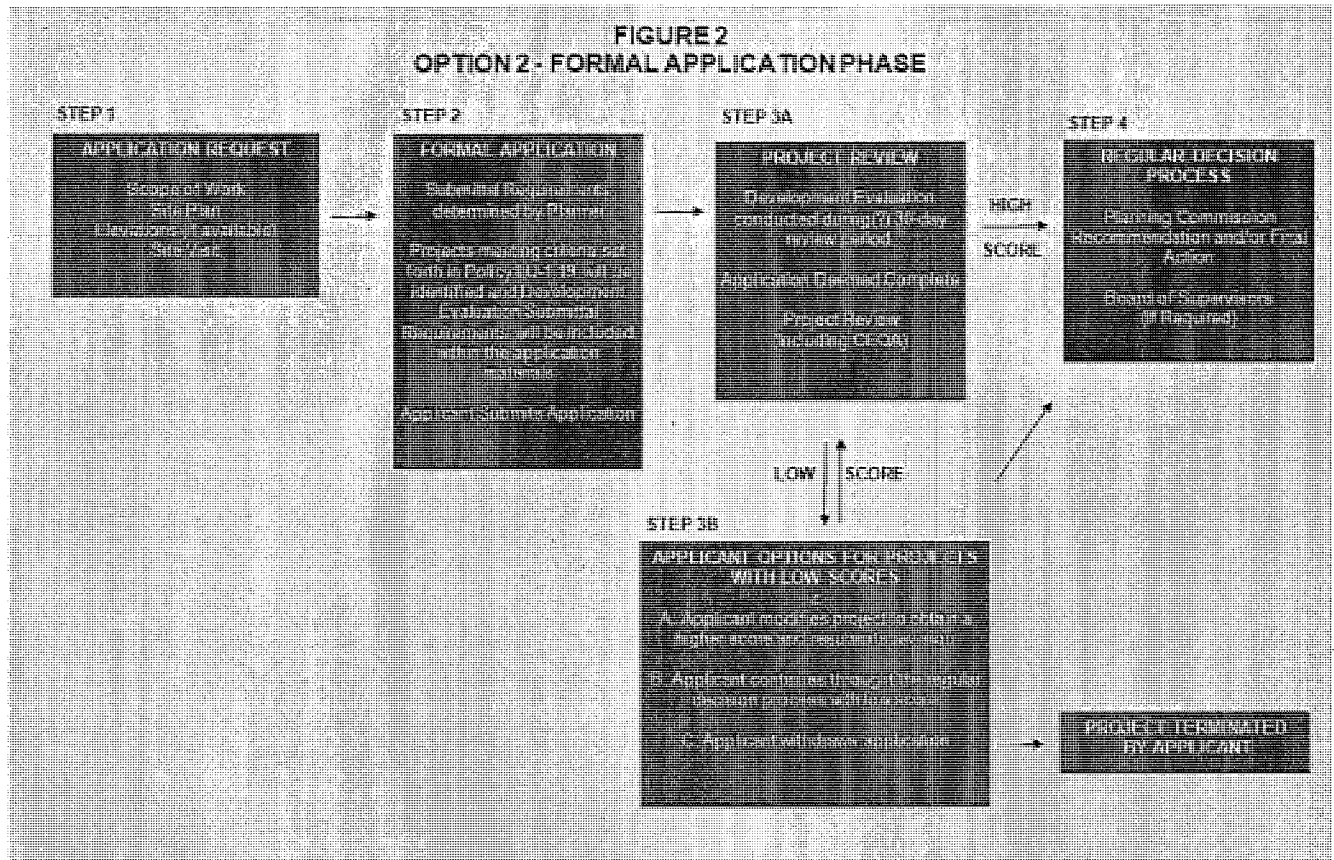 FIGURE 2
OPTION 2 - FORMAL APPLICATION PHASE
STEP 1
APPLICATION REQUEST
Scope of Work
Site Plan
Elevations (if available)
Site Visit
STEP 2
FORMAL APPLICATION
Submittal Requirements
determined by Planner
Projects meeting criteria set
forth in Policy LU-1.19 will be
identified and Development
Evaluation Submittal
Requirements will be included
within the application
materials
Applicant Submits Application
STEP 3A
PROJECT REVIEW
Development Evaluation
conducted during 30-day
review period
Application Deemed Complete
Project Review
(including CEQA)
HIGH
SCORE
STEP 4
REGULAR DECISION
PROCESS
Planning Commission
Recommendation and/or Final
Action
Board of Supervisors
(If Required)
LOW SCORE
STEP 3B
APPLICANT OPTIONS FOR PROJECTS
WITH LOW SCORES
A. Applicant modifies project to obtain a
higher score and
B. Applicant continues through the regular
decision process with low score
C. Applicant withdraws application
PROJECT TERMINATED
BY APPLICANT